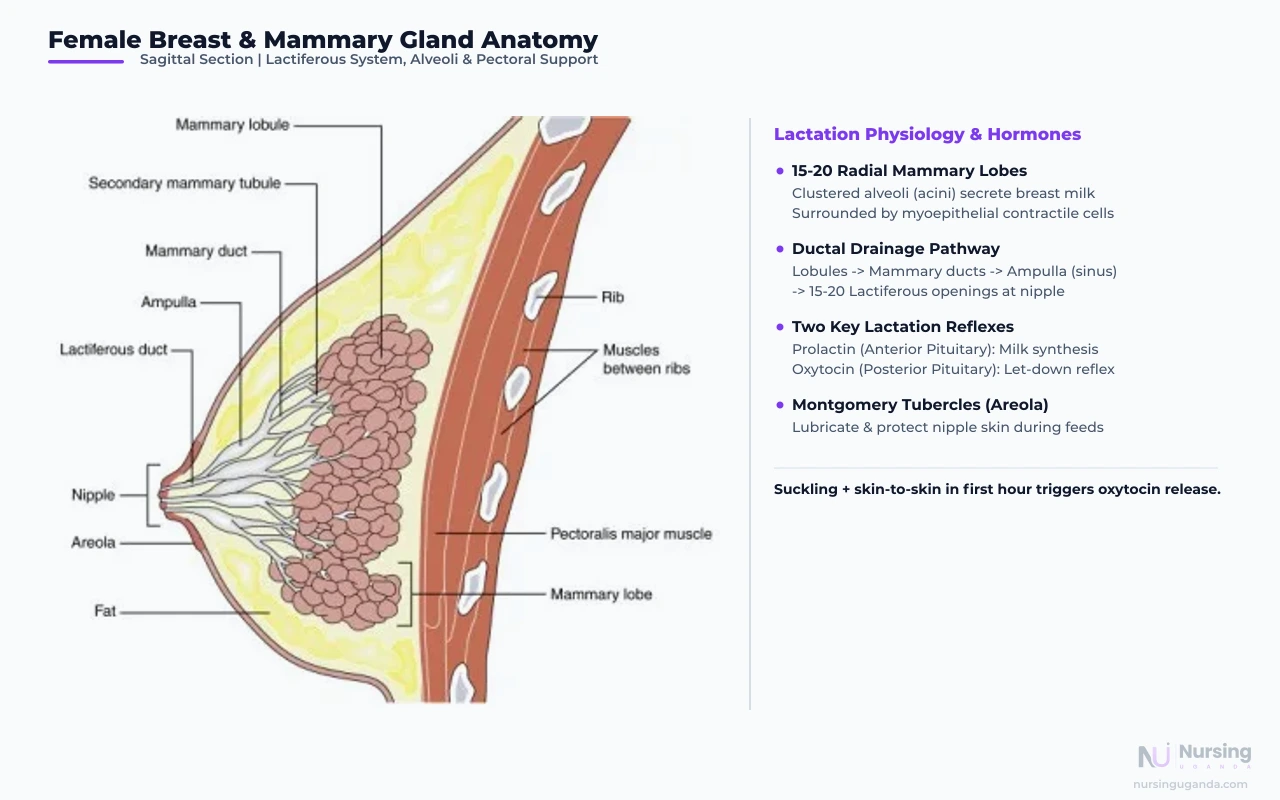 Female Breast & Mammary Gland Anatomy
Sagittal Section | Lactiferous System, Alveoli & Pectoral Support
Mammary lobule
Secondary mammary tubule
Mammary duct
Ampulla
Lactiferous duct
Nipple
Areola
Fat
Rib
Muscles
between ribs
Pectoralis major muscle
Mammary lobe
Lactation Physiology & Hormones
15-20 Radial Mammary Lobes
Clustered alveoli (acini) secrete breast milk
Surrounded by myoepithelial contractile cells
Ductal Drainage Pathway
Lobules -> Mammary ducts -> Ampulla (sinus)
-> 15-20 Lactiferous openings at nipple
Two Key Lactation Reflexes
Prolactin (Anterior Pituitary): Milk synthesis
Oxytocin (Posterior Pituitary): Let-down reflex
Montgomery Tubercles (Areola)
Lubricate & protect nipple skin during feeds
Suckling + skin-to-skin in first hour triggers oxytocin release.
NU Nursing
UGANDA
nursinguganda.com